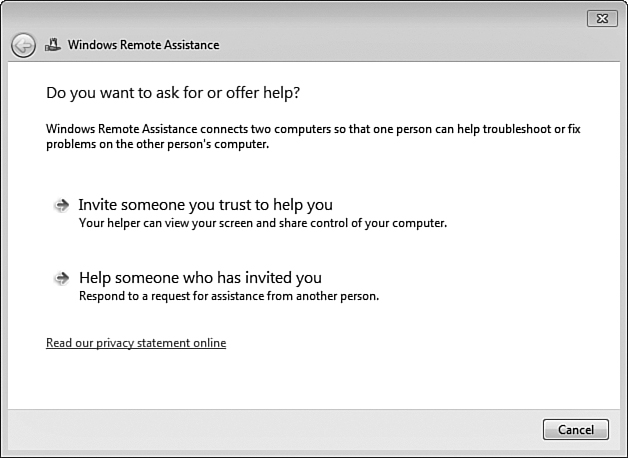 Windows Remote Assistance
Do you want to ask for or offer help?
Windows Remote Assistance connects two computers so that one person can help troubleshoot or fix
problems on the other person's computer.
Invite someone you trust to help you
Your helper can view your screen and share control of your computer.
Help someone who has invited you
Respond to a request for assistance from another person.
Read our privacy statement online
Cancel